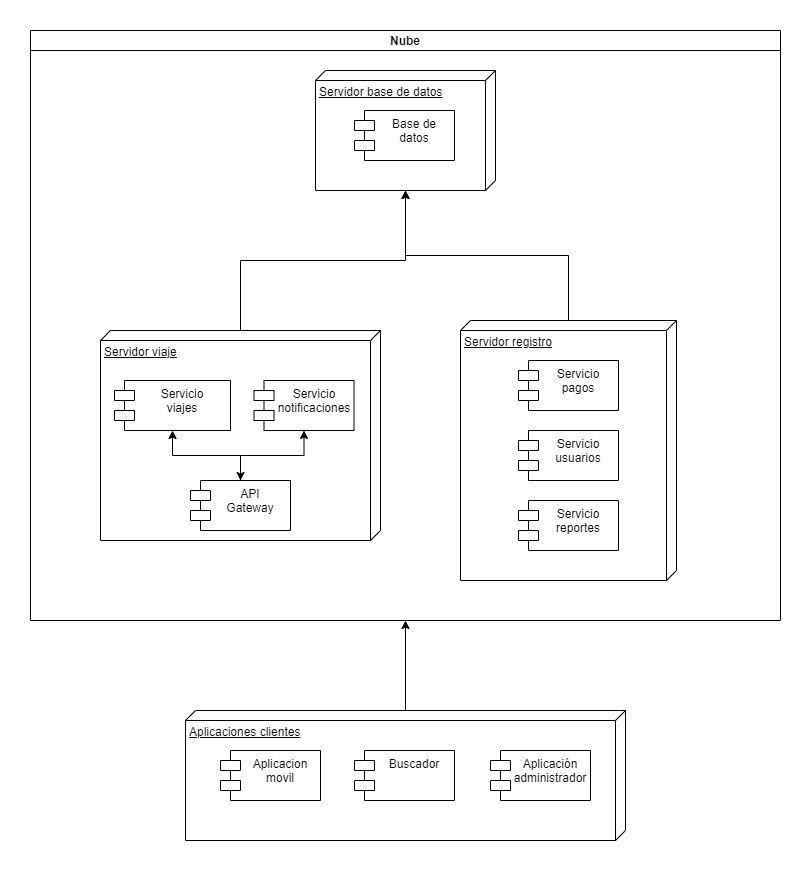 Nube
Servidor base de datos
Base de
datos
Servidor viaje
Servicio
viajes
Servicio
notificaciones
API
Gateway
Servidor registro
Servicio
pagos
Servicio
usuarios
Servicio
reportes
Aplicaciones clientes
Aplicacion
movil
Buscador
Aplicación
administrador